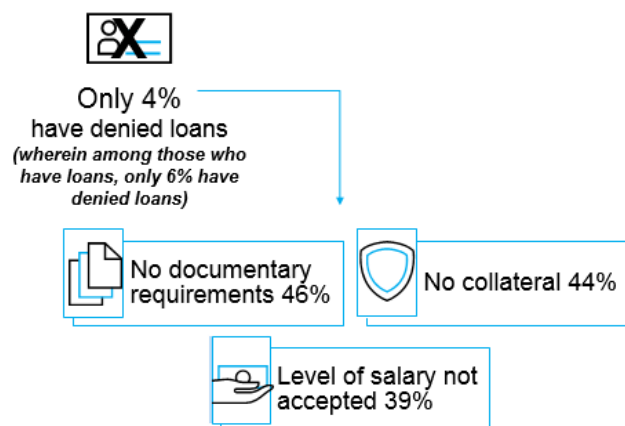 Only 4%
have denied loans
(wherein among those who
have loans, only 6% have
denied loans)
No documentary
requirements 46%
No collateral 44%
Level of salary not
accepted 39%